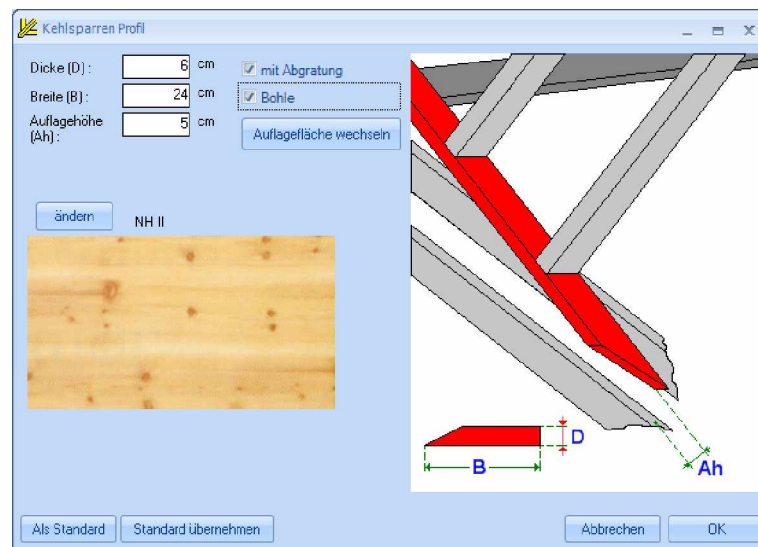 Kehlsparren Profil
Dicke (D) : 6 cm
mit Abgratung
Breite (B) : 24 cm
Bohle
Auflagehöhe
(Ah) : 5 cm
Auflagefläche wechseln
ändern
NH II
D
B
Ah
Als Standard
Standard übernehmen
Abbrechen
OK